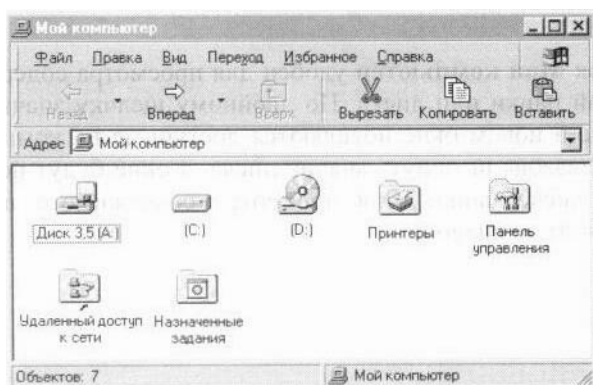 Мой компьютер
Файл Правка Вид Переход Избранное Справка
Назад Вперед Вверх Вырезать Копировать Вставить
Адрес Мой компьютер
Диск 3,5 (A:) (C:) (D:) Принтеры Панель
управления
Удаленный доступ Назначенные
к сети задания
Объектов: 7 Мой компьютер